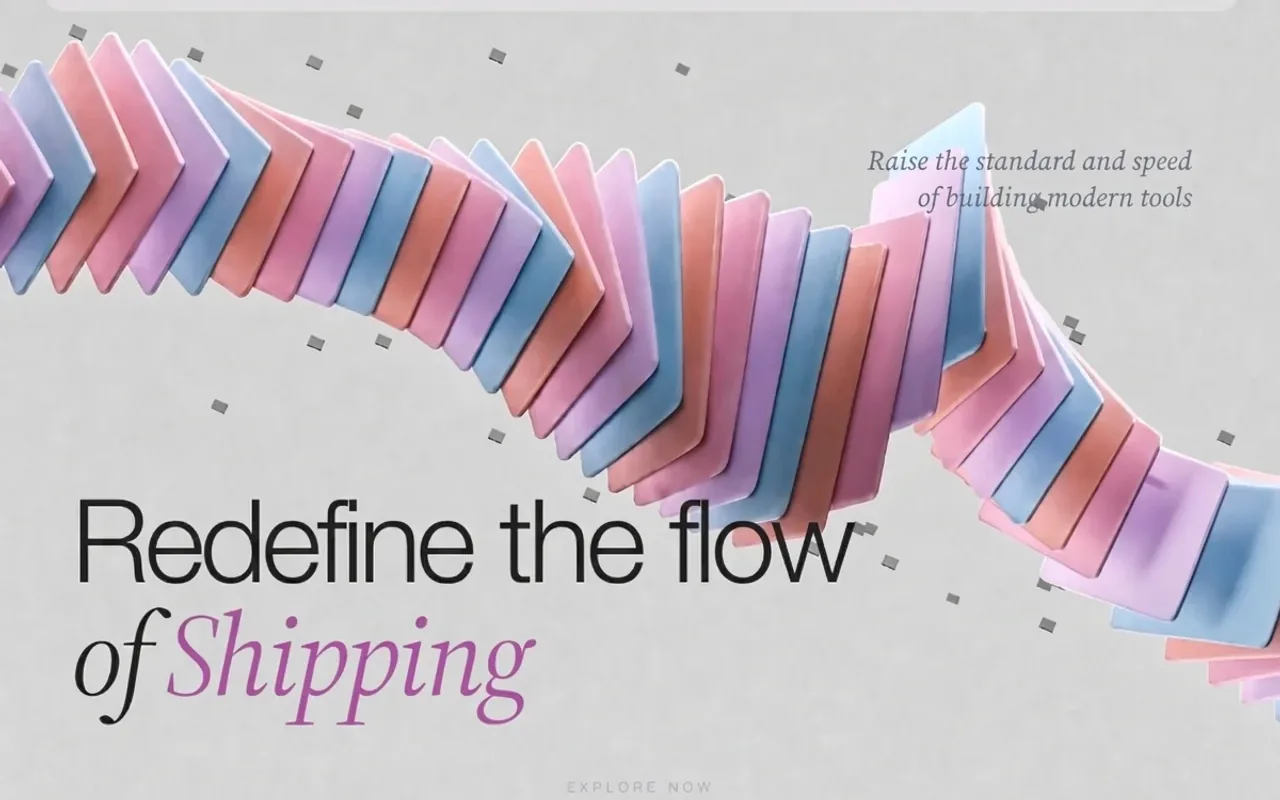 Raise the standard and speed
of building modern tools
Redefine the flow
of Shipping
EXPLORE NOW